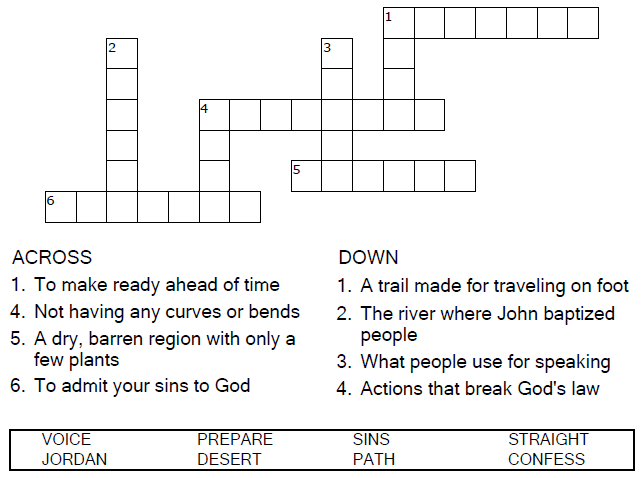 1
2
3
4
5
6
ACROSS
1. To make ready ahead of time
4. Not having any curves or bends
5. A dry, barren region with only a
few plants
6. To admit your sins to God
DOWN
1. A trail made for traveling on foot
2. The river where John baptized
people
3. What people use for speaking
4. Actions that break God's law
VOICE PREPARE SINS STRAIGHT
JORDAN DESERT PATH CONFESS